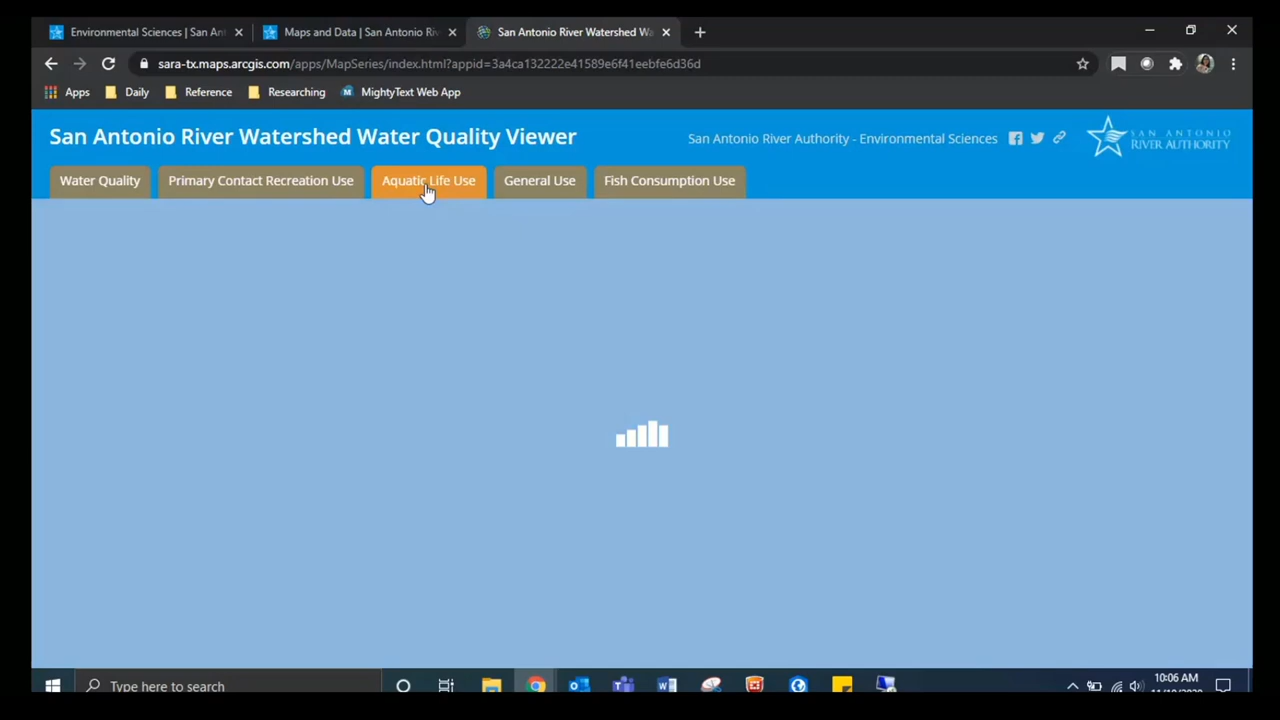 Environmental Sciences | San An
Maps and Data | San Antonio Riv
San Antonio River Watershed Wa
sara-tx.maps.arcgis.com/apps/MapSeries/index.html?appid=3a4ca132222e41589e6f41eebfe6d36d
Apps Daily Reference Researching MightyText Web App
San Antonio River Watershed Water Quality Viewer
San Antonio River Authority - Environmental Sciences
SAN ANTONIO
RIVER AUTHORITY
Water Quality Primary Contact Recreation Use Aquatic Life Use General Use Fish Consumption Use
Type here to search
10:06 AM